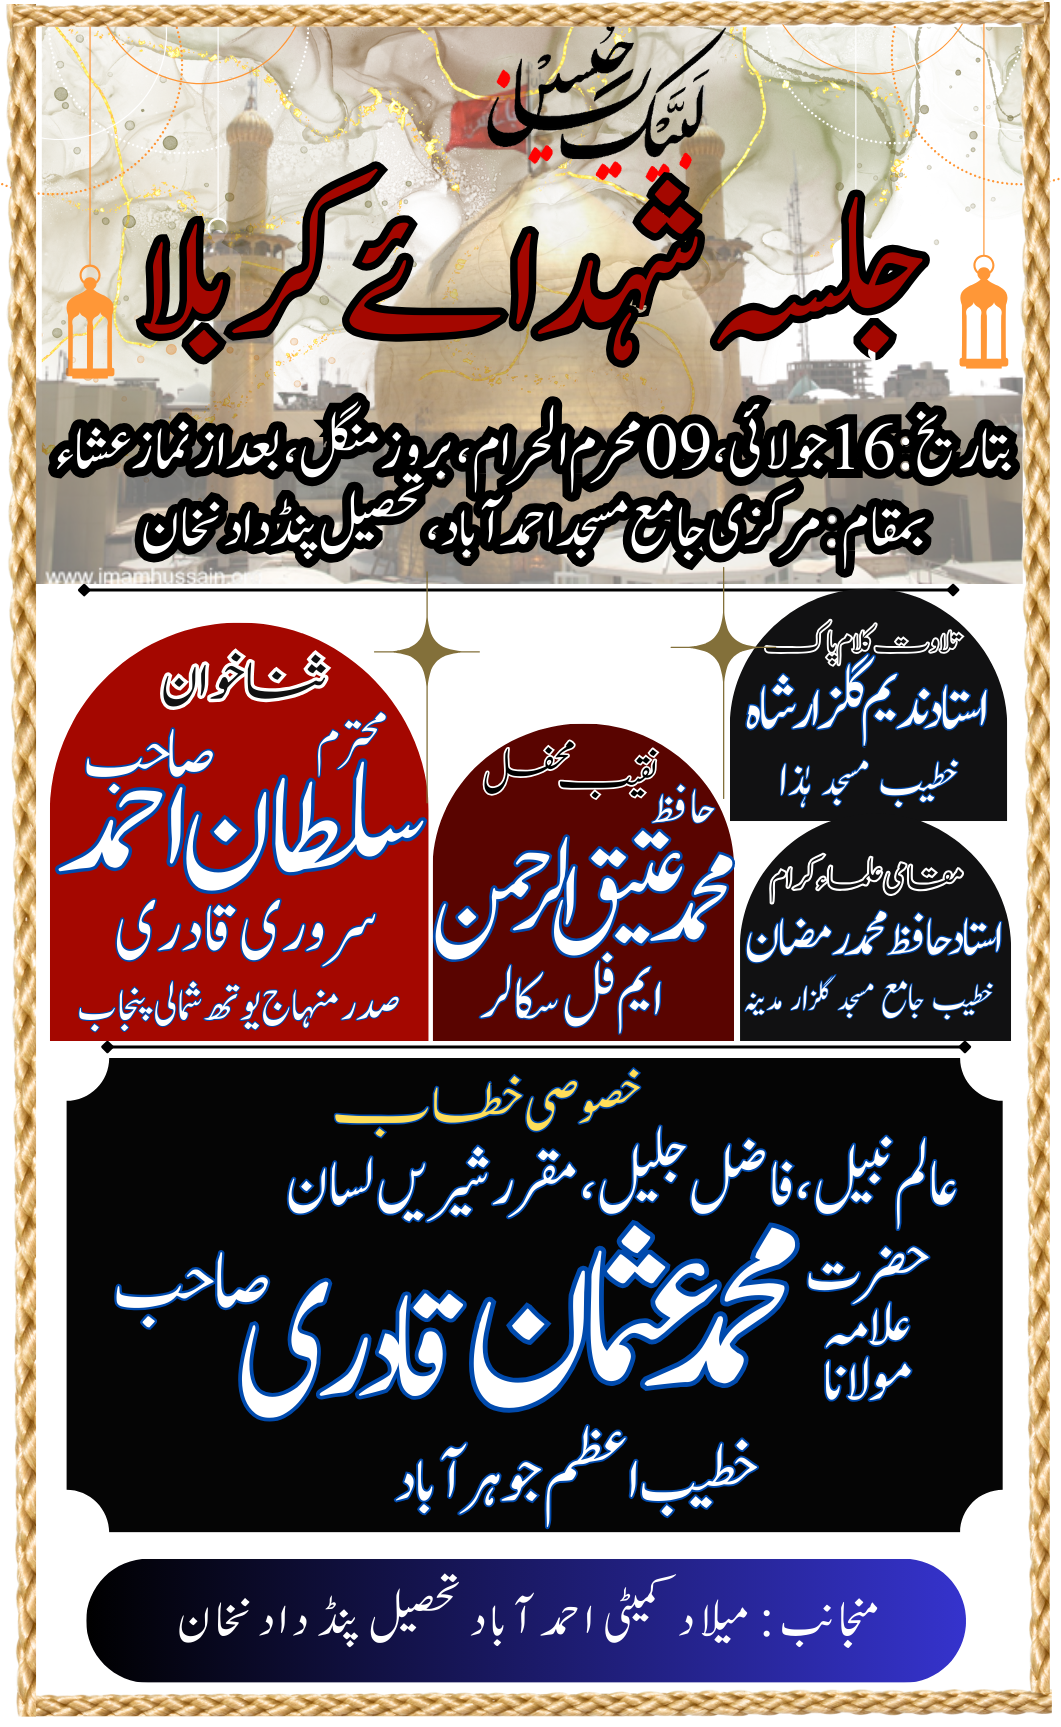 لبیک یا حسین
جلسہ شہدائے کربلا
بتاریخ: 16 جولائی، 09 محرم الحرام، بروز منگل، بعد از نماز عشاء
بمقام: مرکزی جامع مسجد احمد آباد، تحصیل پنڈدادنخان
www.imamhussain.or
تلاوت کلام پاک
استاد ندیم گلزار شاہ
خطیب مسجد ہٰذا
مقامی علماء کرام
استاد حافظ محمد رمضان
خطیب جامع مسجد گلزار مدینہ
نقیب محفل
حافظ
محمد عتیق الرحمن
ایم فل سکالر
ثناخوان
محترم
سلطان احمد صاحب
سروری قادری
صدر منہاج یوتھ شمالی پنجاب
خصوصی خطاب
عالم نبیل، فاضل جلیل، مقرر شیریں لسان
حضرت
علامہ
مولانا
محمد عثمان قادری صاحب
خطیب اعظم جوہر آباد
منجانب: میلاد کمیٹی احمد آباد تحصیل پنڈ دادنخان